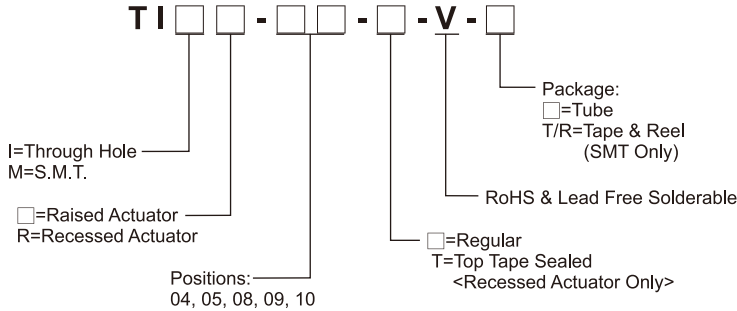 TI□□-□□-□-V-□
Package:
□=Tube
T/R=Tape & Reel
(SMT Only)
I=Through Hole
M=S.M.T.
RoHS & Lead Free Solderable
□=Raised Actuator
R=Recessed Actuator
□=Regular
T=Top Tape Sealed
<Recessed Actuator Only>
Positions:
04, 05, 08, 09, 10